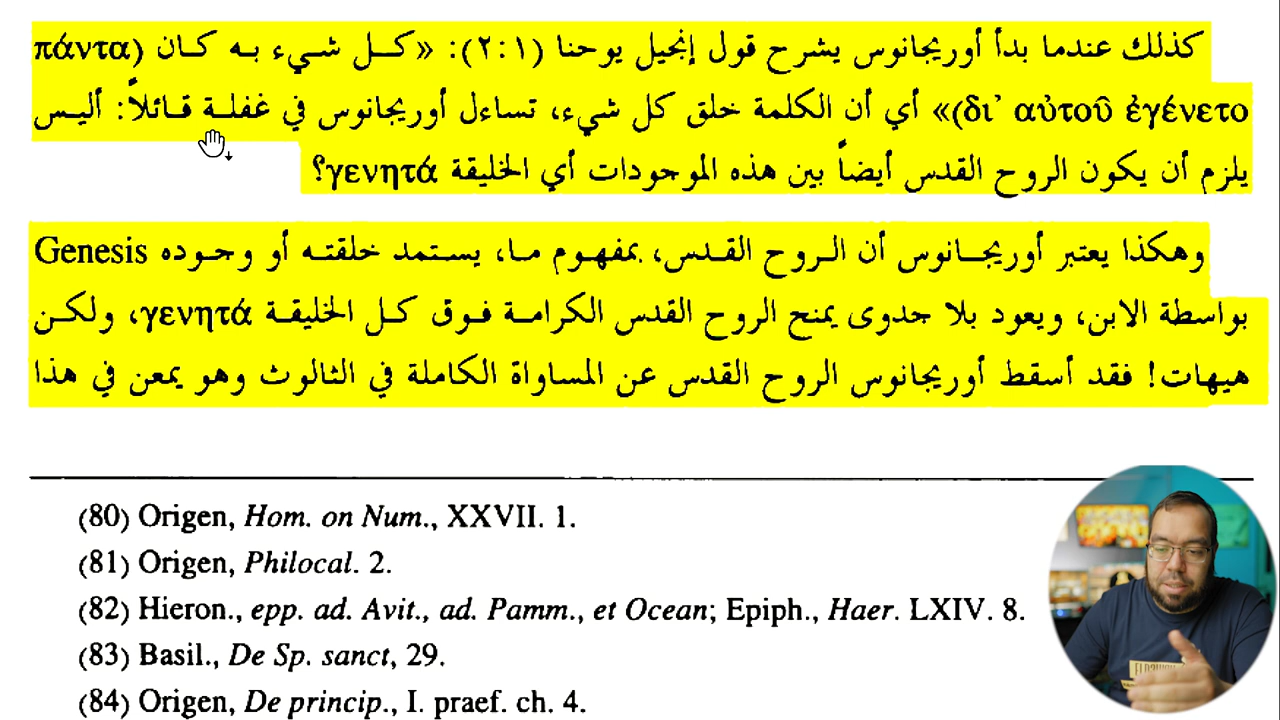 كذلك عندما بدأ أوريجانوس يشرح قول إنجيل يوحنا (٢:١): «كل شيء به كان (πάντα
δι’ αὐτοῦ ἐγένετο)» أي أن الكلمة خلق كل شيء، تساءل أوريجانوس في غفلة قائلاً: أليس
يلزم أن يكون الروح القدس أيضاً بين هذه الموجودات أي الخليقة γενητά؟
وهكذا يعتبر أوريجانوس أن الروح القدس، بمفهوم ما، يستمد خلقته أو وجوده Genesis
بواسطة الابن، ويعود بلا جدوى يمنح الروح القدس الكرامة فوق كل الخليقة γενητά، ولكن
هيهات! فقد أسقط أوريجانوس الروح القدس عن المساواة الكاملة في الثالوث وهو يمعن في هذا
(80) Origen, Hom. on Num., XXVII. 1.
(81) Origen, Philocal. 2.
(82) Hieron., epp. ad. Avit., ad. Pamm., et Ocean; Epiph., Haer. LXIV. 8.
(83) Basil., De Sp. sanct, 29.
(84) Origen, De princip., I. praef. ch. 4.